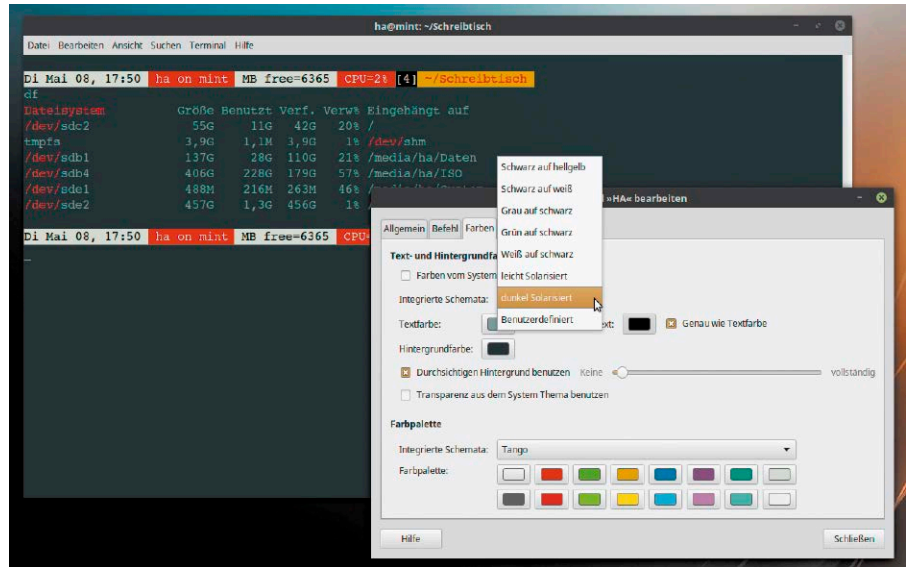 ha@mint: ~/Schreibtisch
Datei Bearbeiten Ansicht Suchen Terminal Hilfe
Di Mai 08, 17:50 ha on mint MB free=6365 CPU=2% [4] ~/Schreibtisch
df
Dateisystem Größe Benutzt Verf. Verw% Eingehängt auf
/dev/sdc2 55G 11G 42G 20% /
tmpfs 3,9G 1,1M 3,9G 1% /dev/shm
/dev/sdb1 137G 28G 110G 21% /media/ha/Daten
/dev/sdb4 406G 228G 179G 57% /media/ha/ISO
/dev/sde1 488M 216M 263M 46%
/dev/sde2 457G 1,3G 456G 1% /
Di Mai 08, 17:50 ha on mint MB free=6365 CPU
»HA« bearbeiten
Allgemein Befehl Farben
Schwarz auf hellgelb
Schwarz auf weiß
Grau auf schwarz
Grün auf schwarz
Weiß auf schwarz
leicht Solarisiert
dunkel Solarisiert
Benutzerdefiniert
Text- und Hintergrundfa
Farben vom System
Integrierte Schemata:
Textfarbe: ext: Genau wie Textfarbe
Hintergrundfarbe:
Durchsichtigen Hintergrund benutzen Keine vollständig
Transparenz aus dem System Thema benutzen
Farbpalette
Integrierte Schemata: Tango
Farbpalette:
Hilfe Schließen